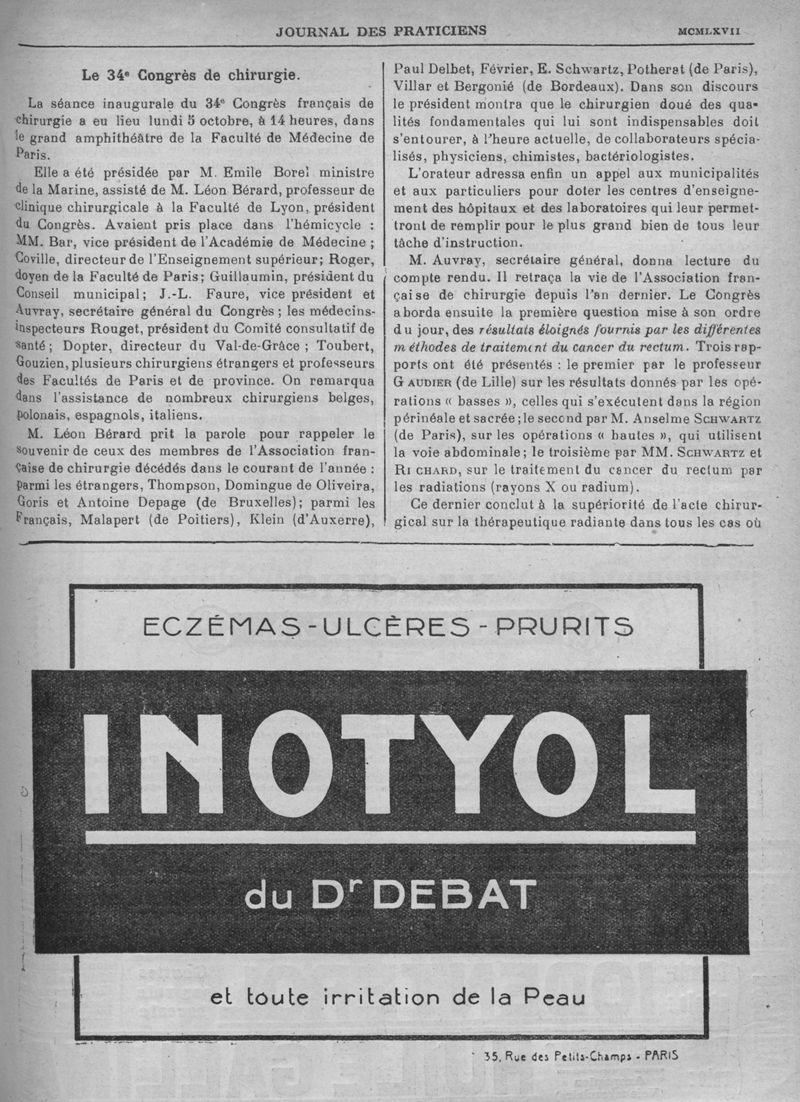 JOURNAL DES PRATICIENS
MCMLXVII
Le 34e Congrès de chirurgie.
La séance inaugurale du 34e Congrès français de
chirurgie a eu lieu lundi 5 octobre, à 14 heures, dans
le grand amphithéâtre de la Faculté de Médecine de
Paris.
Elle a été présidée par M. Emile Borel ministre
de la Marine, assisté de M. Léon Bérard, professeur de
clinique chirurgicale à la Faculté de Lyon, président
du Congrès. Avaient pris place dans l'hémicycle :
MM. Bar, vice président de l'Académie de Médecine ;
Coville, directeur de l'Enseignement supérieur; Roger,
doyen de la Faculté de Paris; Guillaumin, président du
Conseil municipal; J.-L. Faure, vice président et
Auvray, secrétaire général du Congrès ; les médecins-
inspecteurs Rouget, président du Comité consultatif de
santé ; Dopter, directeur du Val-de-Grâce ; Toubert,
Gouzien, plusieurs chirurgiens étrangers et professeurs
des Facultés de Paris et de province. On remarqua
dans l'assistance de nombreux chirurgiens belges,
polonais, espagnols, italiens.
M. Léon Bérard prit la parole pour rappeler le
souvenir de ceux des membres de l'Association fran-
çaise de chirurgie décédés dans le courant de l'année :
parmi les étrangers, Thompson, Domingue de Oliveira,
Goris et Antoine Depage (de Bruxelles); parmi les
Français, Malapert (de Poitiers), Klein (d'Auxerre),
Paul Delbet, Février, E. Schwartz, Potherat (de Paris),
Villar et Bergonié (de Bordeaux). Dans son discours
le président montra que le chirurgien doué des qua-
lités fondamentales qui lui sont indispensables doit
s'entourer, à l'heure actuelle, de collaborateurs spécia-
lisés, physiciens, chimistes, bactériologistes.
L'orateur adressa enfin un appel aux municipalités
et aux particuliers pour doter les centres d'enseigne-
ment des hôpitaux et des laboratoires qui leur permet-
tront de remplir pour le plus grand bien de tous leur
tâche d'instruction.
M. Auvray, secrétaire général, donna lecture du
compte rendu. Il retraça la vie de l'Association fran-
çaise de chirurgie depuis l'an dernier. Le Congrès
aborda ensuite la première question mise à son ordre
du jour, des résultats éloignés fournis par les différentes
méthodes de traitement du cancer du rectum. Trois rap-
ports ont été présentés : le premier par le professeur
GAUDIER (de Lille) sur les résultats donnés par les opé-
rations « basses », celles qui s'exécutent dans la région
périnéale et sacrée ; le second par M. Anselme SCHWARTZ
(de Paris), sur les opérations « hautes », qui utilisent
la voie abdominale; le troisième par MM. SCHWARTZ et
RICHARD, sur le traitement du cancer du rectum par
les radiations (rayons X ou radium).
Ce dernier conclut à la supériorité de l'acte chirur-
gical sur la thérapeutique radiante dans tous les cas où
ECZÉMAS - ULCÈRES - PRURITS
INOTYOL
du Dr DEBAT
et toute irritation de la Peau
35, Rue des Petits-Champs - PARIS